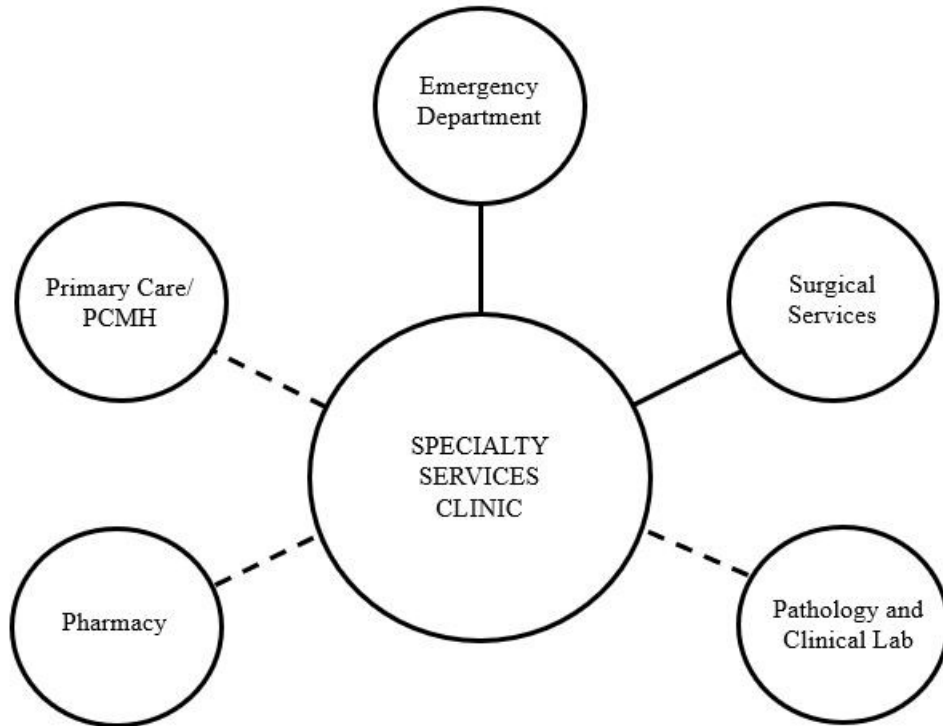 Emergency
Department
Primary Care/
PCMH
Surgical
Services
SPECIALTY
SERVICES
CLINIC
Pharmacy
Pathology and
Clinical Lab